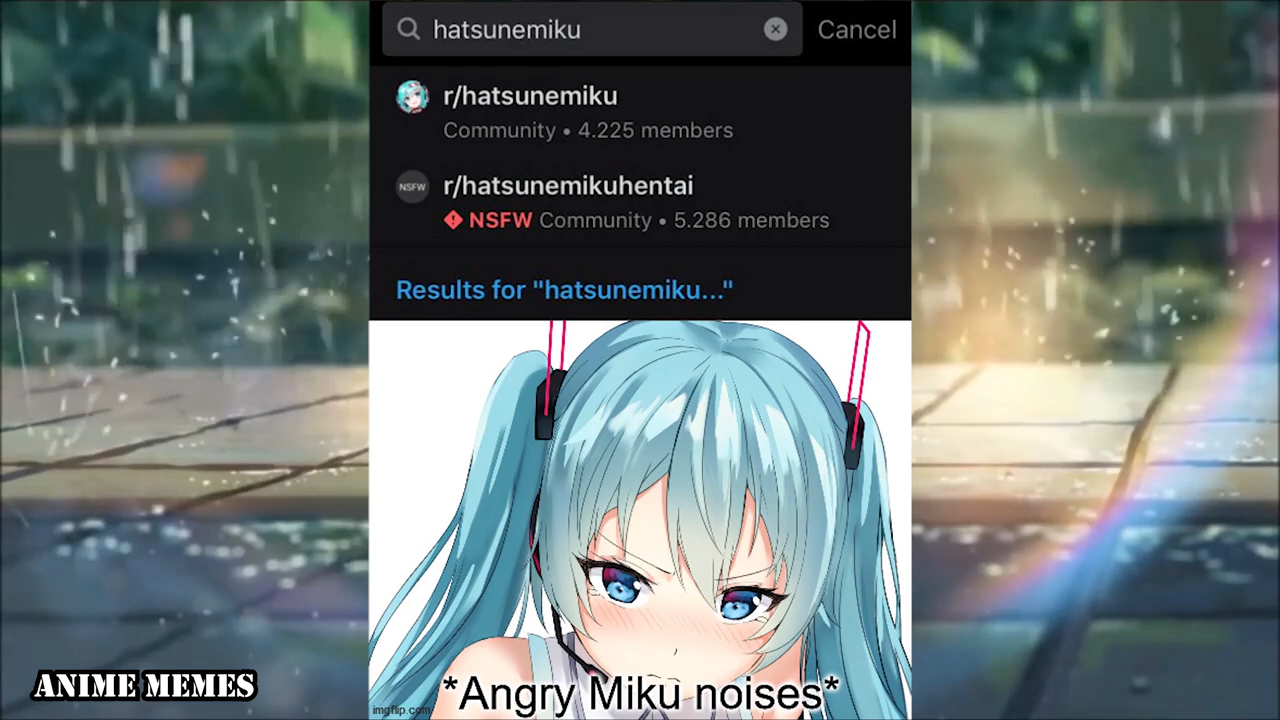 hatsunemiku
Cancel
r/hatsunemiku
Community • 4.225 members
NSFW
r/hatsunemikuhentai
NSFW Community • 5.286 members
Results for "hatsunemiku..."
*Angry Miku noises*
imgflip.com
ANIME MEMES